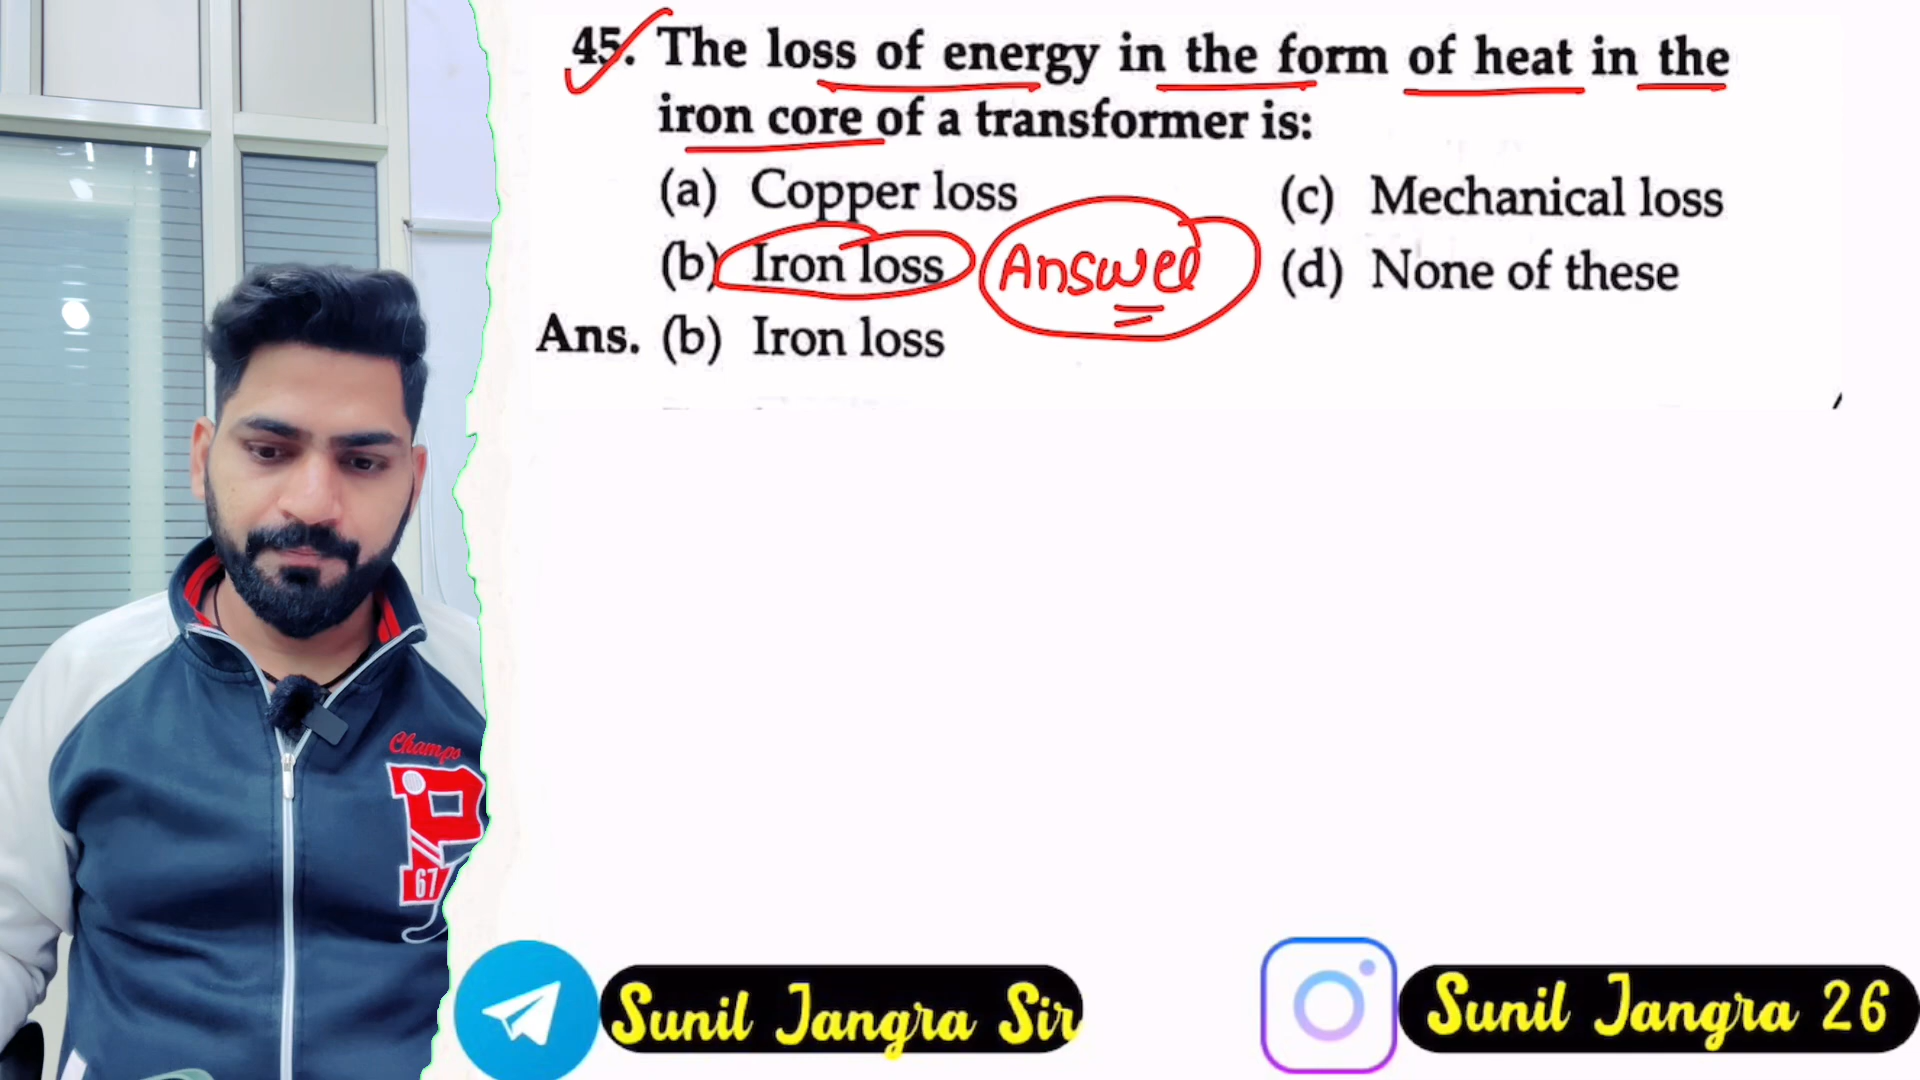 45. The loss of energy in the form of heat in the
iron core of a transformer is:
(a) Copper loss
(c) Mechanical loss
(b) Iron loss
Answer
(d) None of these
Ans. (b) Iron loss
Champs
P
67
Sunil Jangra Sir
Sunil Jangra 26